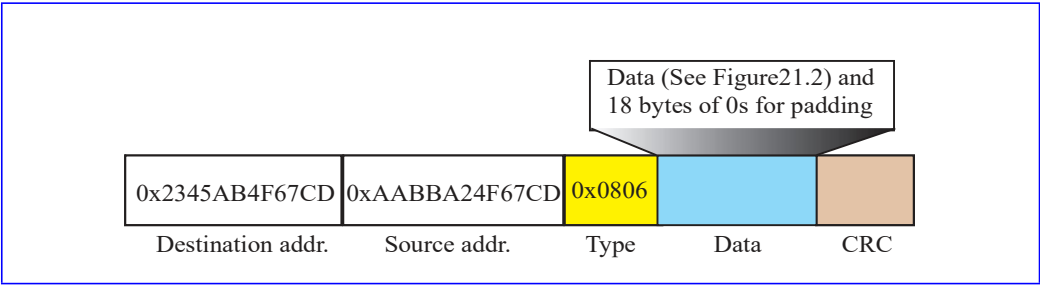 Data (See Figure21.2) and
18 bytes of 0s for padding
0x2345AB4F67CD 0xAABBA24F67CD 0x0806
Destination addr. Source addr. Type Data CRC